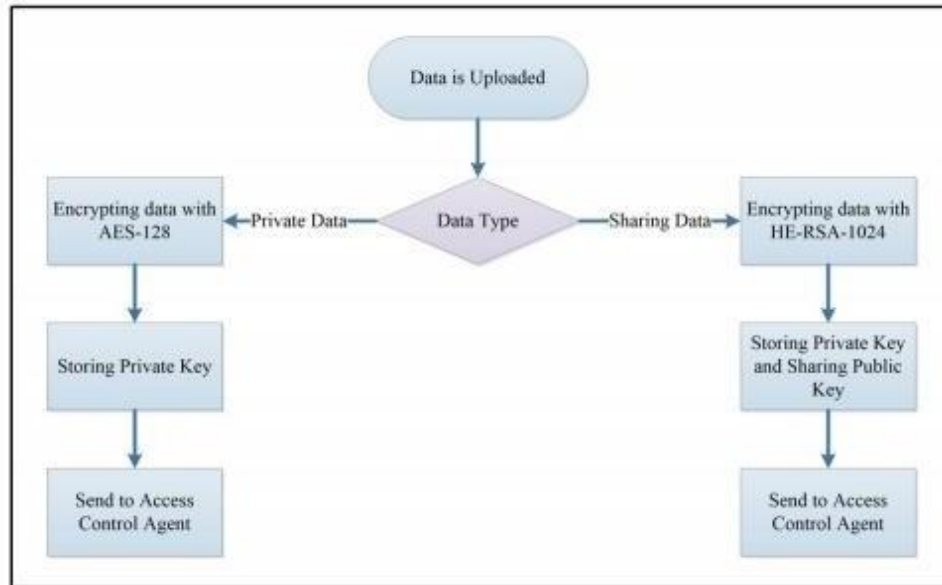 Data is Uploaded
Encrypting data with
AES-128
Private Data
Data Type
Sharing Data
Encrypting data with
HE-RSA-1024
Storing Private Key
Storing Private Key
and Sharing Public
Key
Send to Access
Control Agent
Send to Access
Control Agent